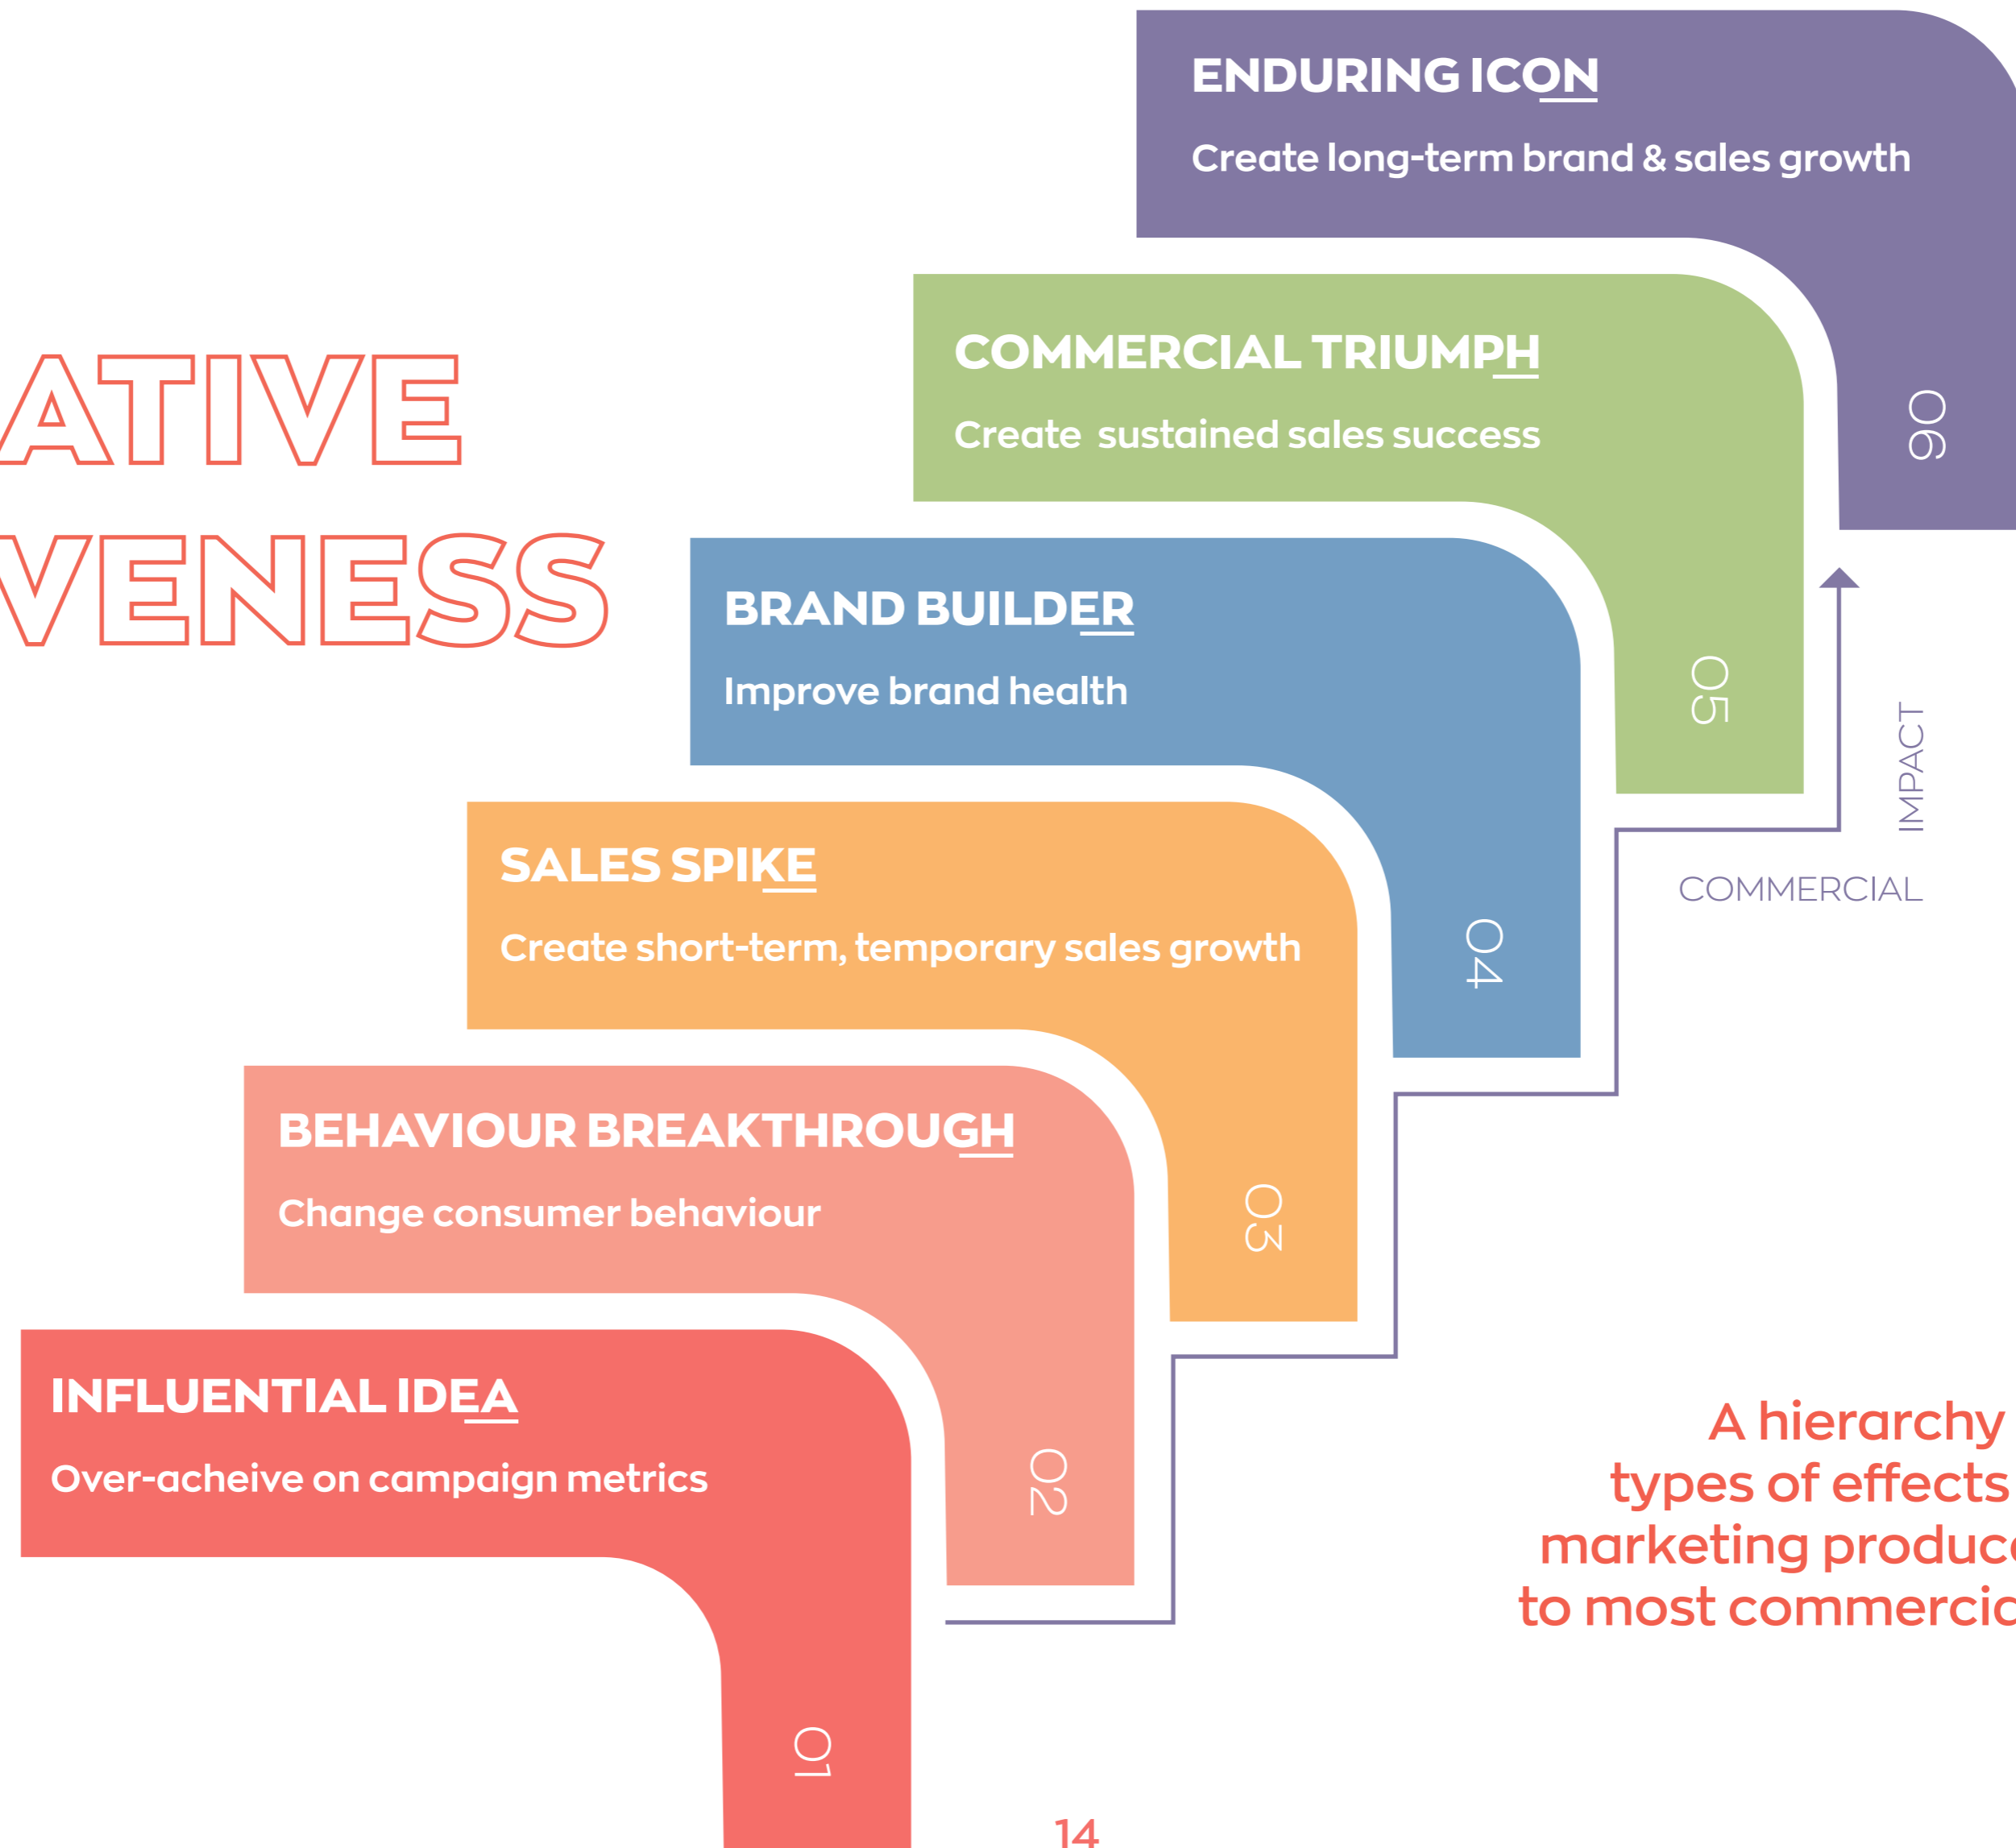 ENDURING ICON
Create long-term brand & sales growth
06
COMMERCIAL TRIUMPH
Create sustained sales success
05
ATIVE
VENESS
BRAND BUILDER
Improve brand health
04
IMPACT
COMMERCIAL
SALES SPIKE
Create short-term, temporary sales growth
03
BEHAVIOUR BREAKTHROUGH
Change consumer behaviour
02
INFLUENTIAL IDEA
Over-acheive on campaign metrics
01
A hierarchy
types of effects
marketing produc
to most commerci
14